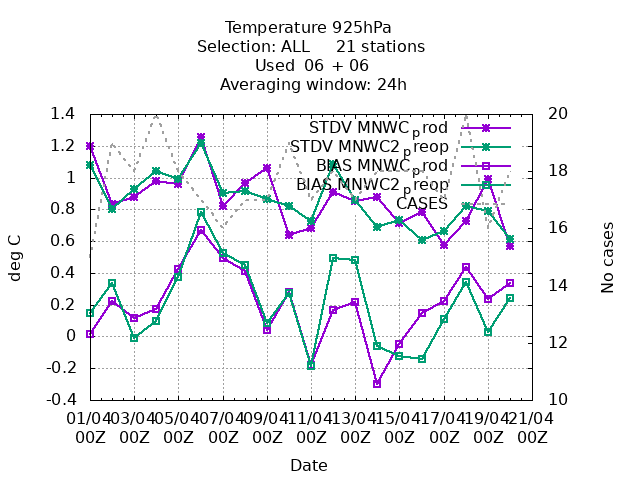 Temperature 925hPa
Selection: ALL 21 stations
Used 06 + 06
Averaging window: 24h
STDV MNWC_prod
STDV MNWC2_preop
BIAS MNWC_prod
BIAS MNWC2_preop
CASES
deg C
1.4
1.2
1
0.8
0.6
0.4
0.2
0
-0.2
-0.4
No cases
20
18
16
14
12
10
01/04 03/04 05/04 07/04 09/04 11/04 13/04 15/04 17/04 19/04 21/04
00Z 00Z 00Z 00Z 00Z 00Z 00Z 00Z 00Z 00Z 00Z
Date